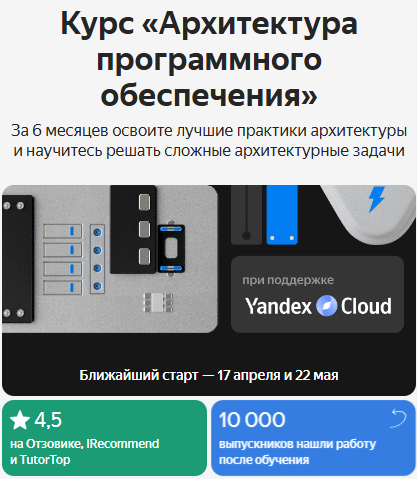 Курс «Архитектура
программного
обеспечения»
За 6 месяцев освоите лучшие практики архитектуры
и научитесь решать сложные архитектурные задачи
при поддержке
Yandex Cloud
Ближайший старт — 17 апреля и 22 мая
4,5
на Отзовике, IRecommend
и TutorTop
10 000
выпускников нашли работу
после обучения